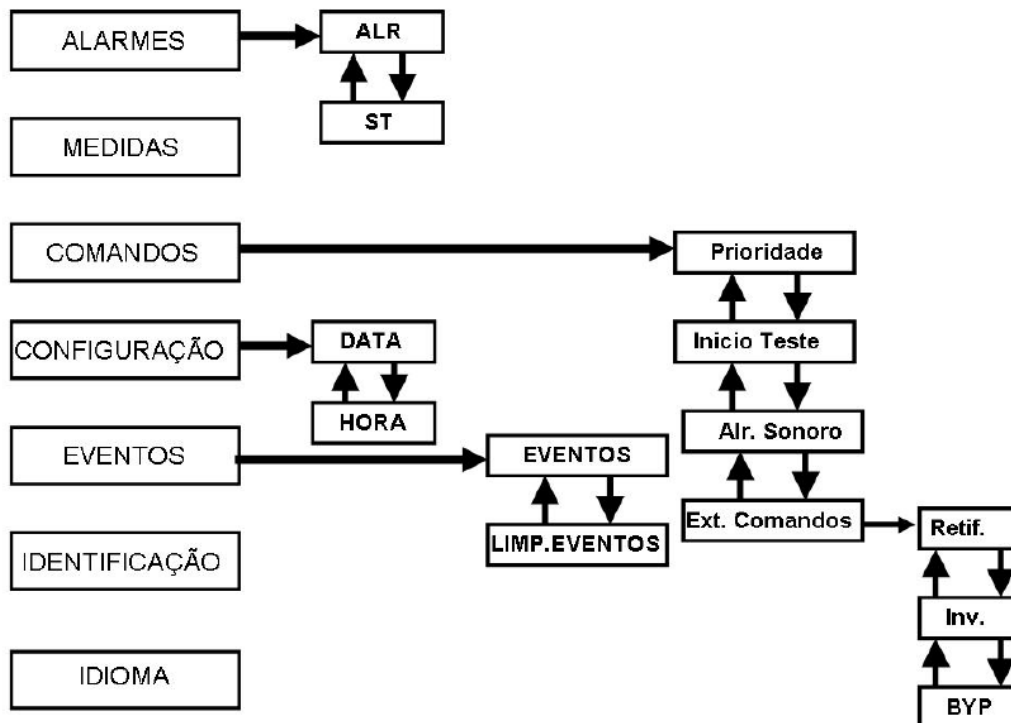 ALARMES
ALR
ST
MEDIDAS
COMANDOS
Prioridade
CONFIGURAÇÃO
DATA
Inicio Teste
HORA
Alr. Sonoro
EVENTOS
EVENTOS
Ext. Comandos
Retif.
LIMP.EVENTOS
IDENTIFICAÇÃO
Inv.
IDIOMA
BYP